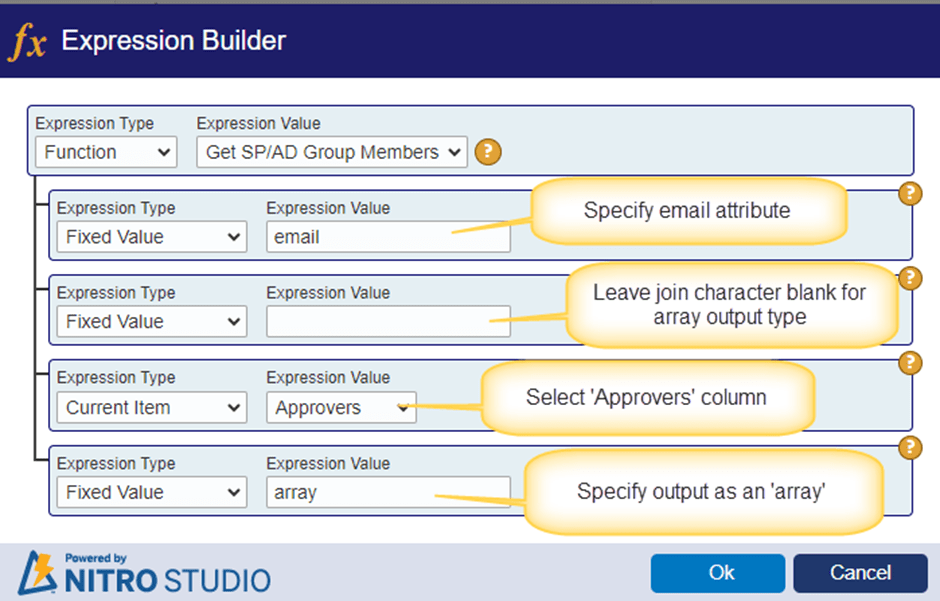 fx Expression Builder
Expression Type Expression Value
Function Get SP/AD Group Members ?
?
Expression Type Expression Value
Fixed Value email
Specify email attribute
?
Expression Type Expression Value
Fixed Value
Leave join character blank for
array output type
?
Expression Type Expression Value
Current Item Approvers
Select 'Approvers' column
?
Expression Type Expression Value
Fixed Value array
Specify output as an 'array'
Powered by
NITRO STUDIO
Ok Cancel